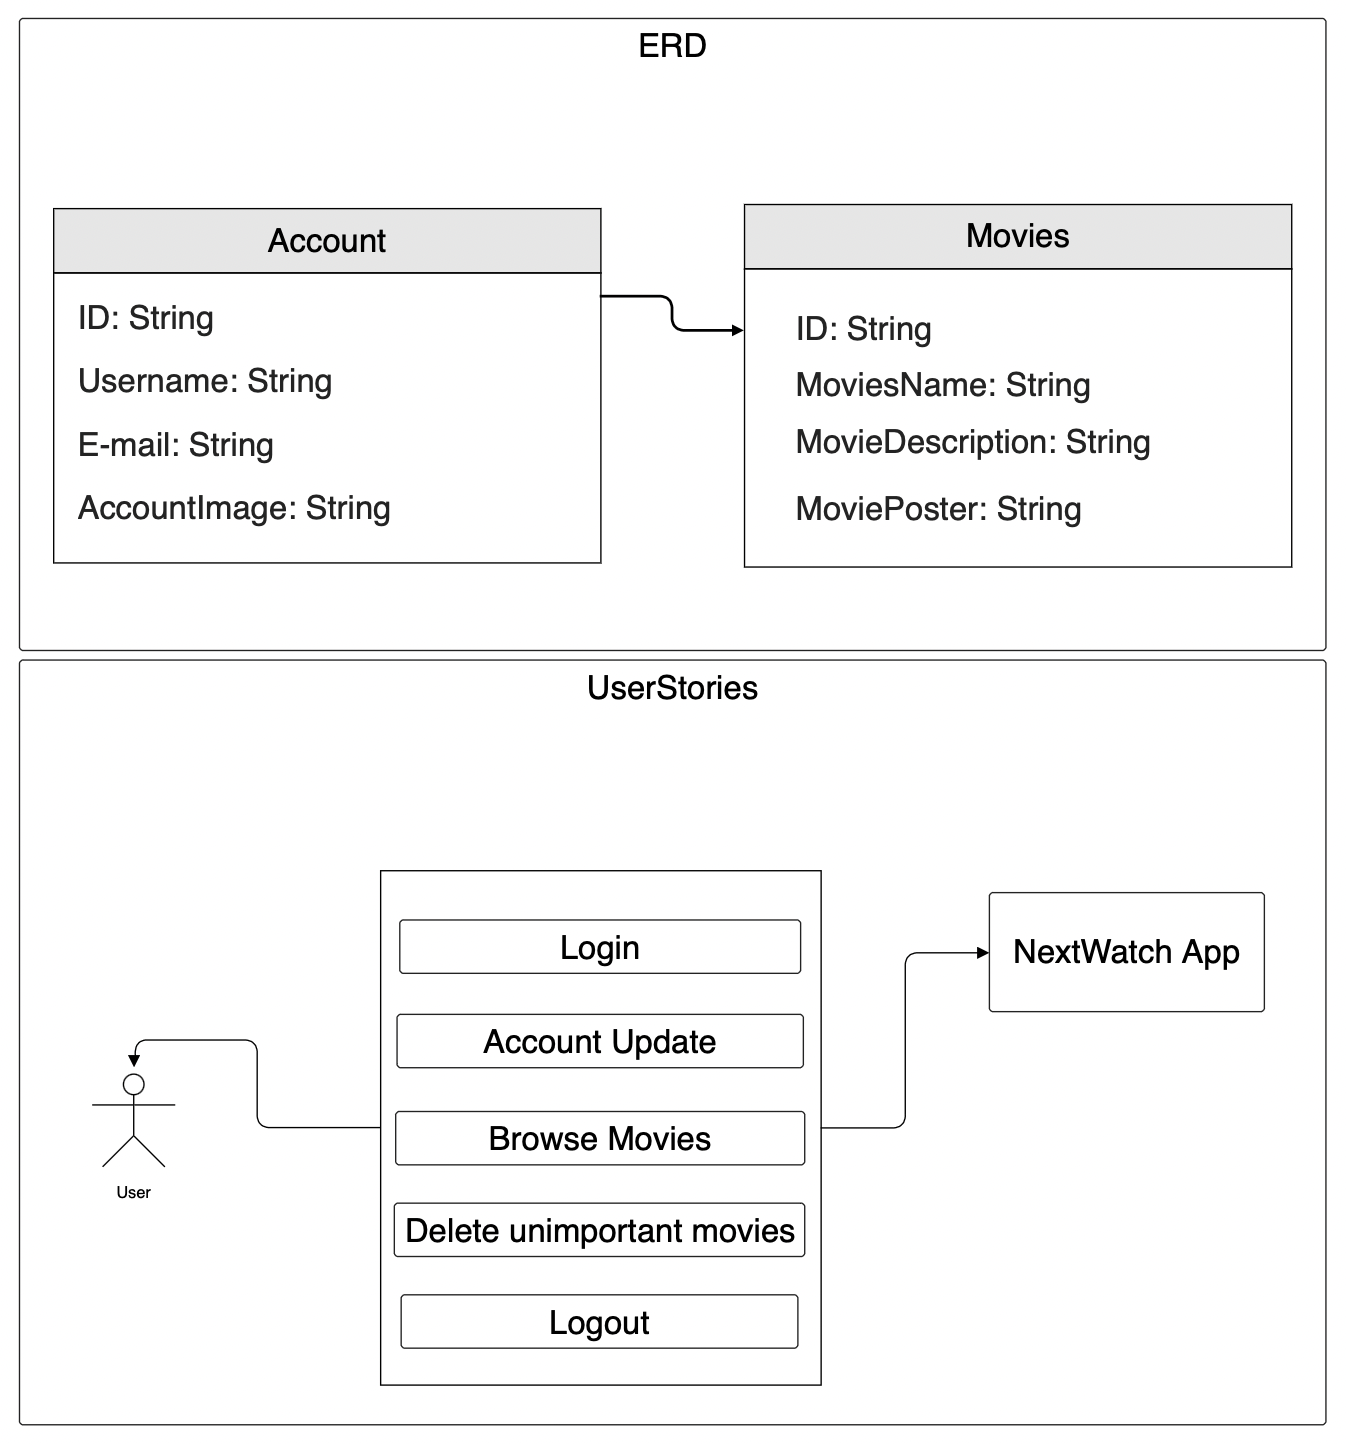 ERD
Account
ID: String
Username: String
E-mail: String
AccountImage: String
Movies
ID: String
MoviesName: String
MovieDescription: String
MoviePoster: String
UserStories
User
Login
Account Update
Browse Movies
Delete unimportant movies
Logout
NextWatch App